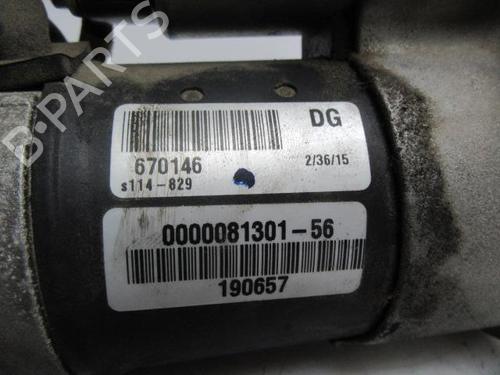 B-PARTS
DG
670146
2/36/15
s114-829
0000081301-56
190657